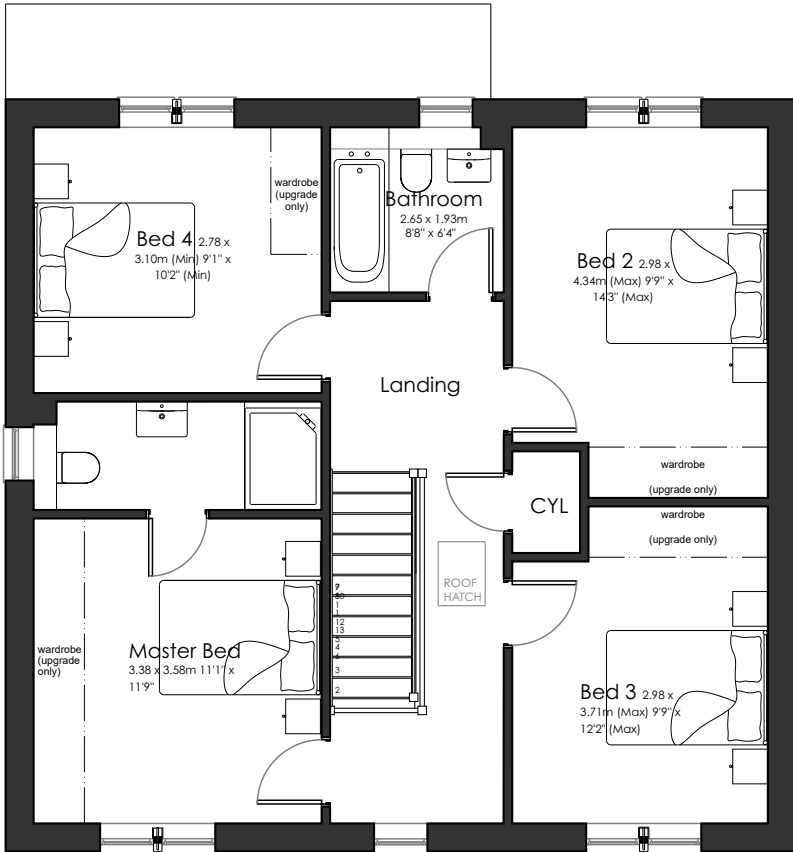 wardrobe
(upgrade
only)
Bathroom
2.65 x 1.93m
8'8" x 6'4"
Bed 4 2.78 x
3.10m (Min) 9'1" x
10'2" (Min)
Bed 2 2.98 x
4.34m (Max) 9'9" x
14'3" (Max)
Landing
wardrobe
(upgrade only)
CYL
wardrobe
(upgrade only)
ROOF
HATCH
12
13
3
2
wardrobe
(upgrade
only)
Master Bed
3.38 x 3.58m 11'1" x
11'9"
Bed 3 2.98 x
3.71m (Max) 9'9" x
12'2" (Max)